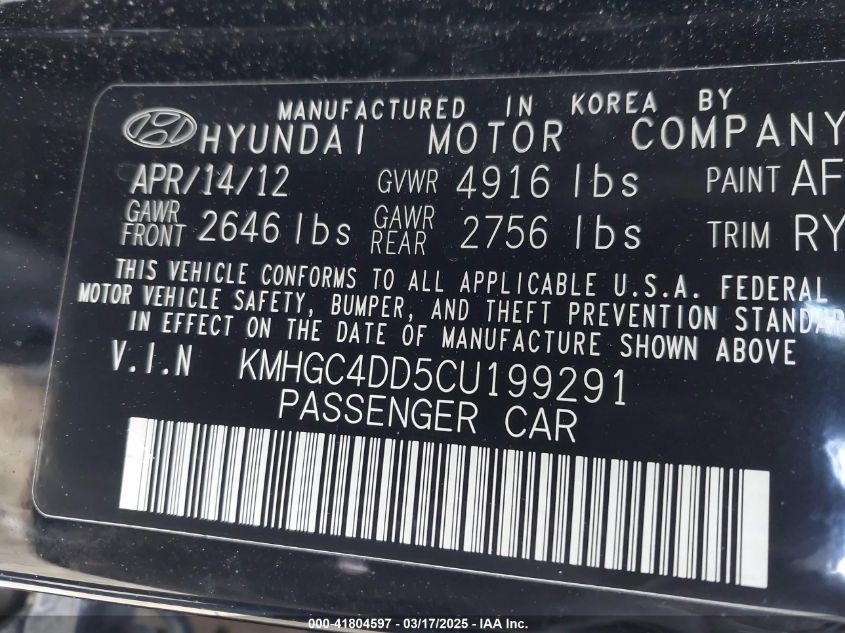 MANUFACTURED IN KOREA BY
HYUNDAI MOTOR COMPANY
APR/14/12 GVWR 4916 lbs PAINT AF
GAWR FRONT 2646 lbs GAWR REAR 2756 lbs TRIM RY
THIS VEHICLE CONFORMS TO ALL APPLICABLE U.S.A. FEDERAL
MOTOR VEHICLE SAFETY, BUMPER, AND THEFT PREVENTION STANDAR
IN EFFECT ON THE DATE OF MANUFACTURE SHOWN ABOVE
V.I.N KMHGC4DD5CU199291
PASSENGER CAR
000-41804597 - 03/17/2025 - IAA Inc.